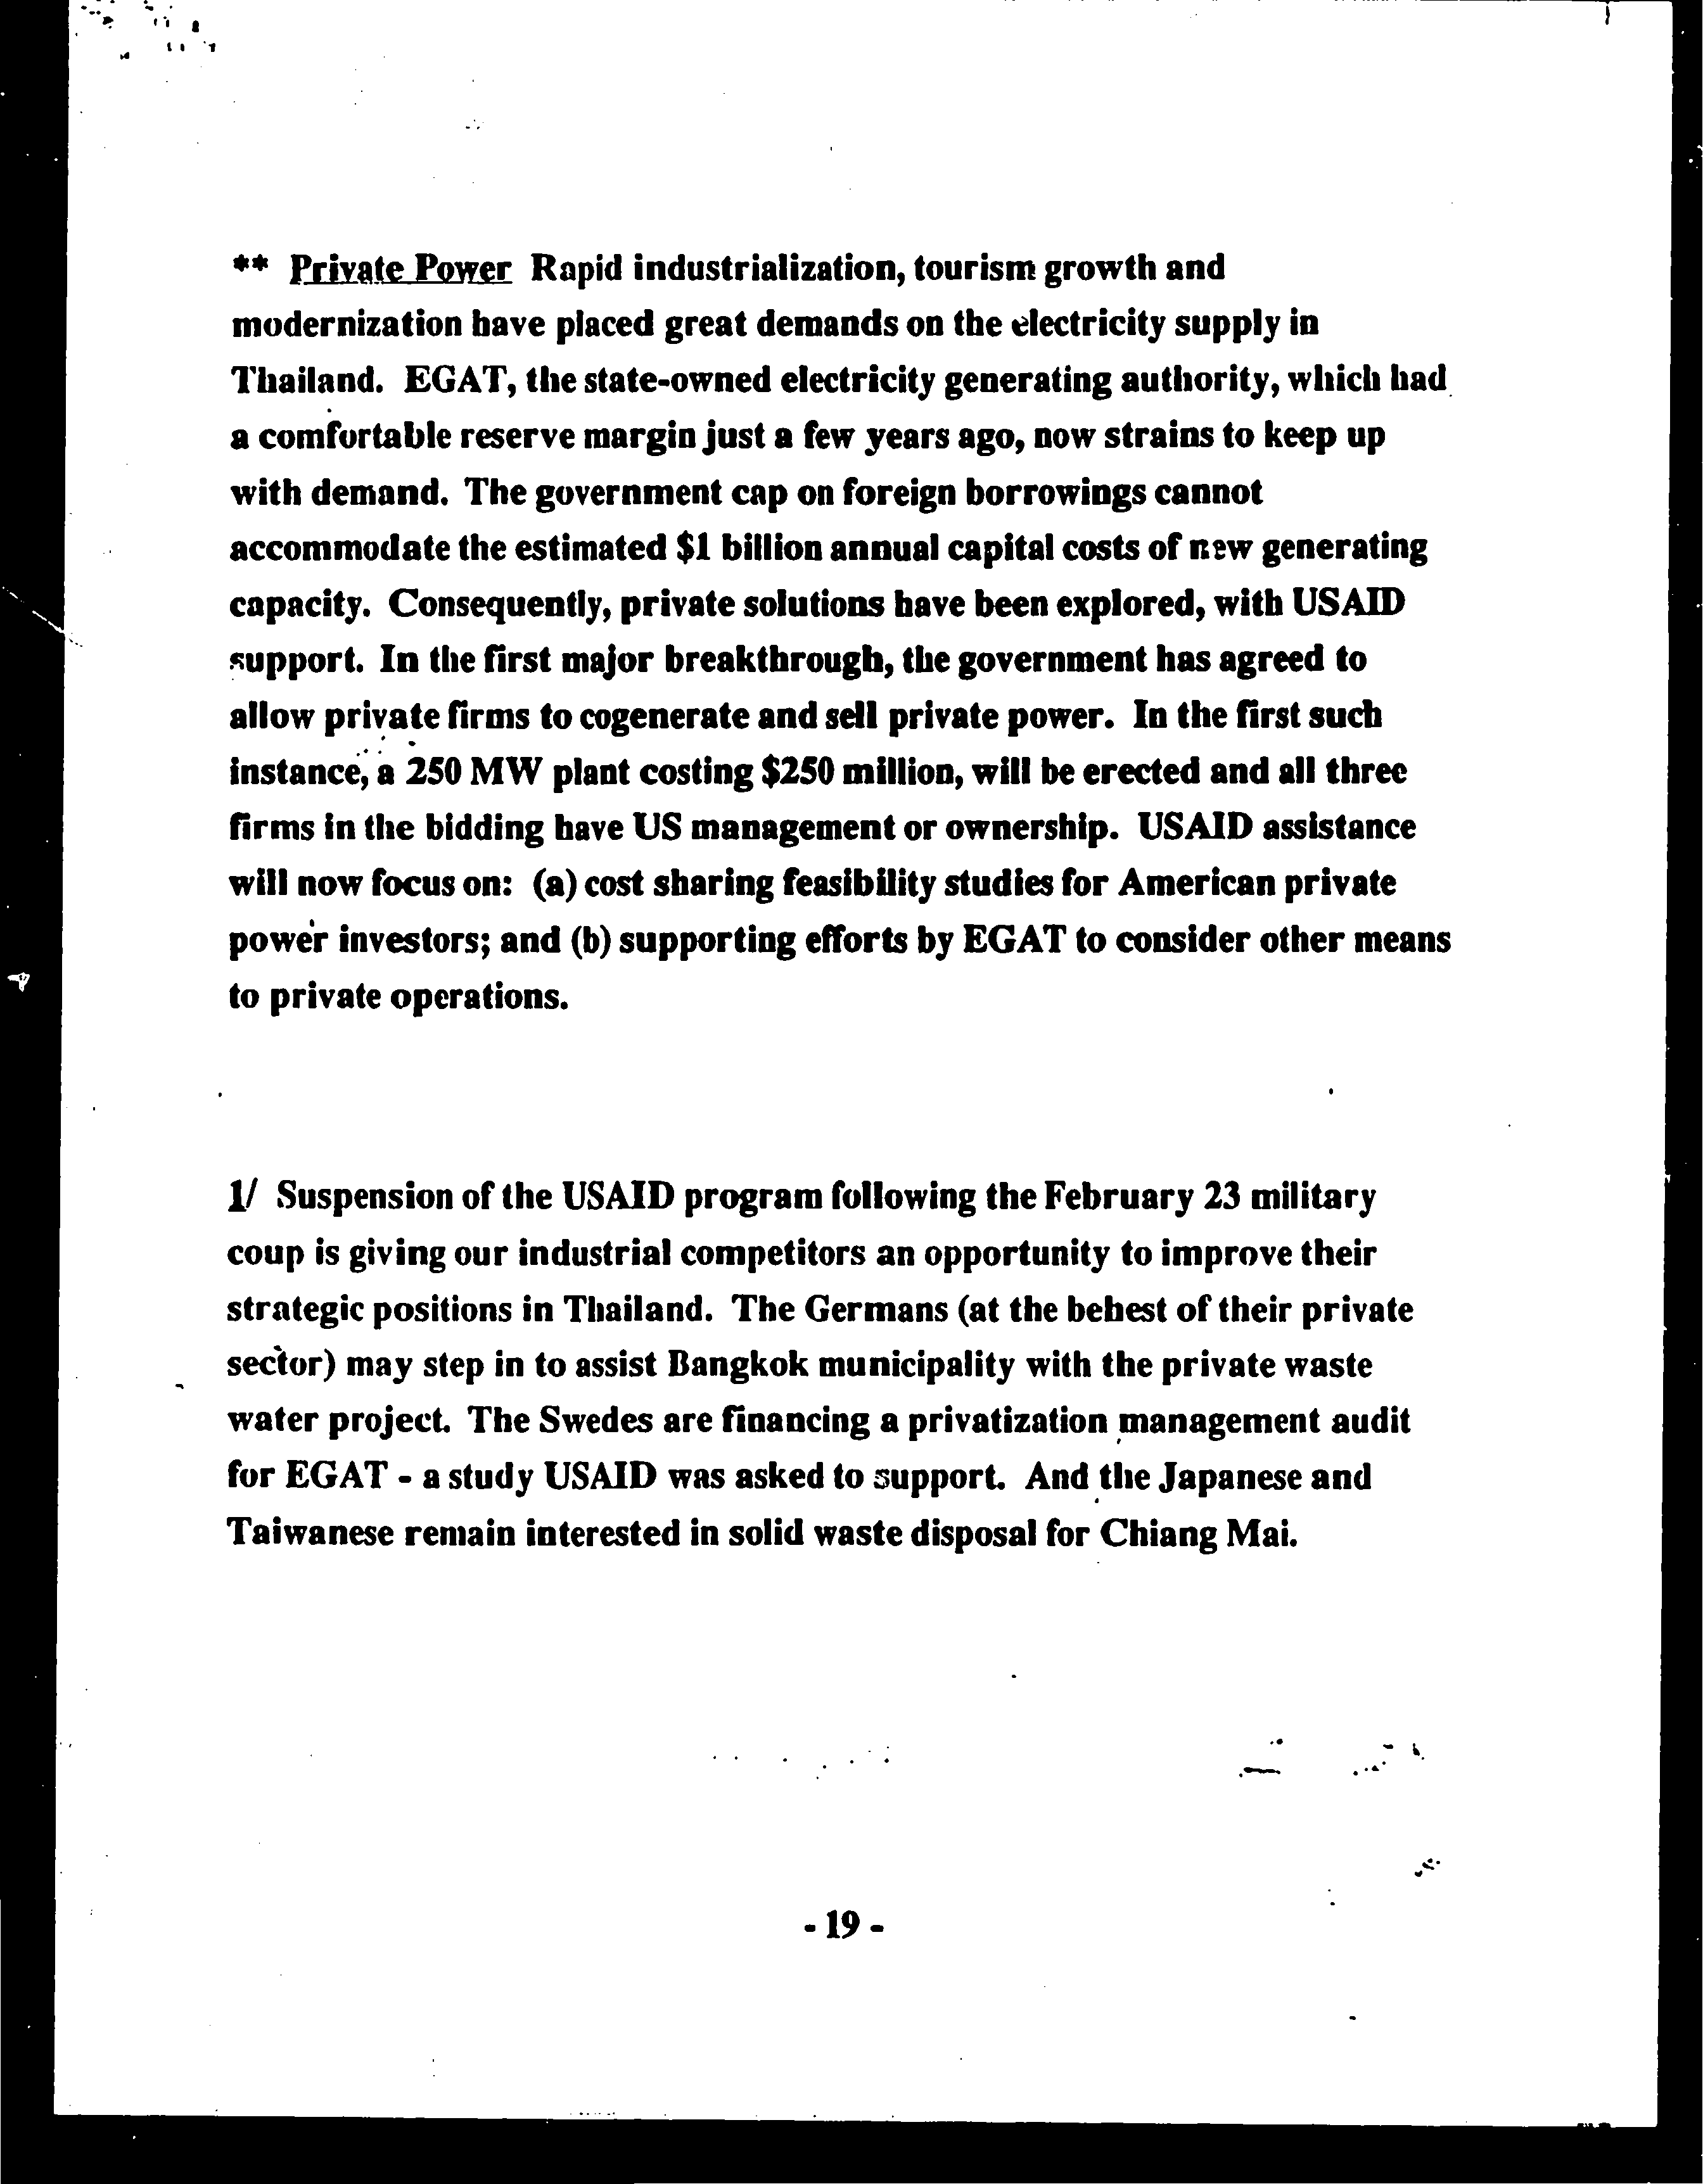 ** Private Power Rapid industrialization, tourism growth and
modernization have placed great demands on the electricity supply in
Thailand. EGAT, the state-owned electricity generating authority, which had
a comfortable reserve margin just a few years ago, now strains to keep up
with demand. The government cap on foreign borrowings cannot
accommodate the estimated $1 billion annual capital costs of new generating
capacity. Consequently, private solutions have been explored, with USAID
support. In the first major breakthrough, the government has agreed to
allow private firms to cogenerate and sell private power. In the first such
instance, a 250 MW plant costing $250 million, will be erected and all three
firms in the bidding have US management or ownership. USAID assistance
will now focus on: (a) cost sharing feasibility studies for American private
power investors; and (b) supporting efforts by EGAT to consider other means
to private operations.
1/ Suspension of the USAID program following the February 23 military
coup is giving our industrial competitors an opportunity to improve their
strategic positions in Thailand. The Germans (at the behest of their private
sector) may step in to assist Bangkok municipality with the private waste
water project. The Swedes are financing a privatization management audit
for EGAT - a study USAID was asked to support. And the Japanese and
Taiwanese remain interested in solid waste disposal for Chiang Mai.
- 19 -